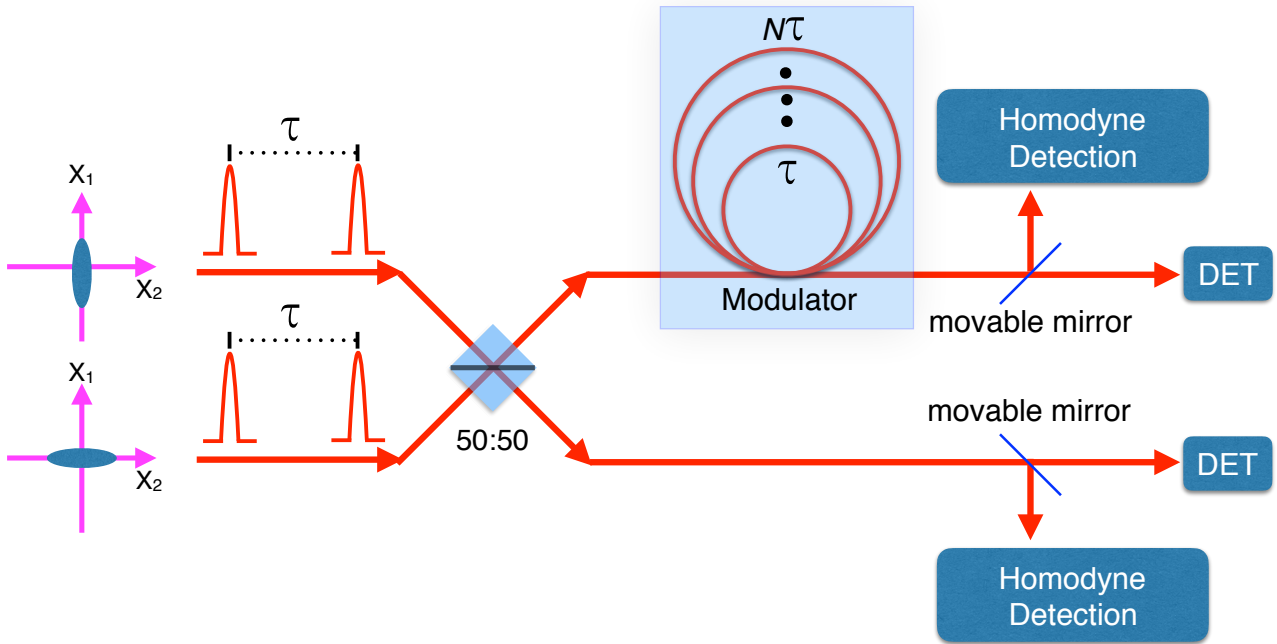 X₁
X₂
τ
X₁
X₂
τ
50:50
Nτ
τ
Modulator
Homodyne
Detection
DET
movable mirror
movable mirror
DET
Homodyne
Detection